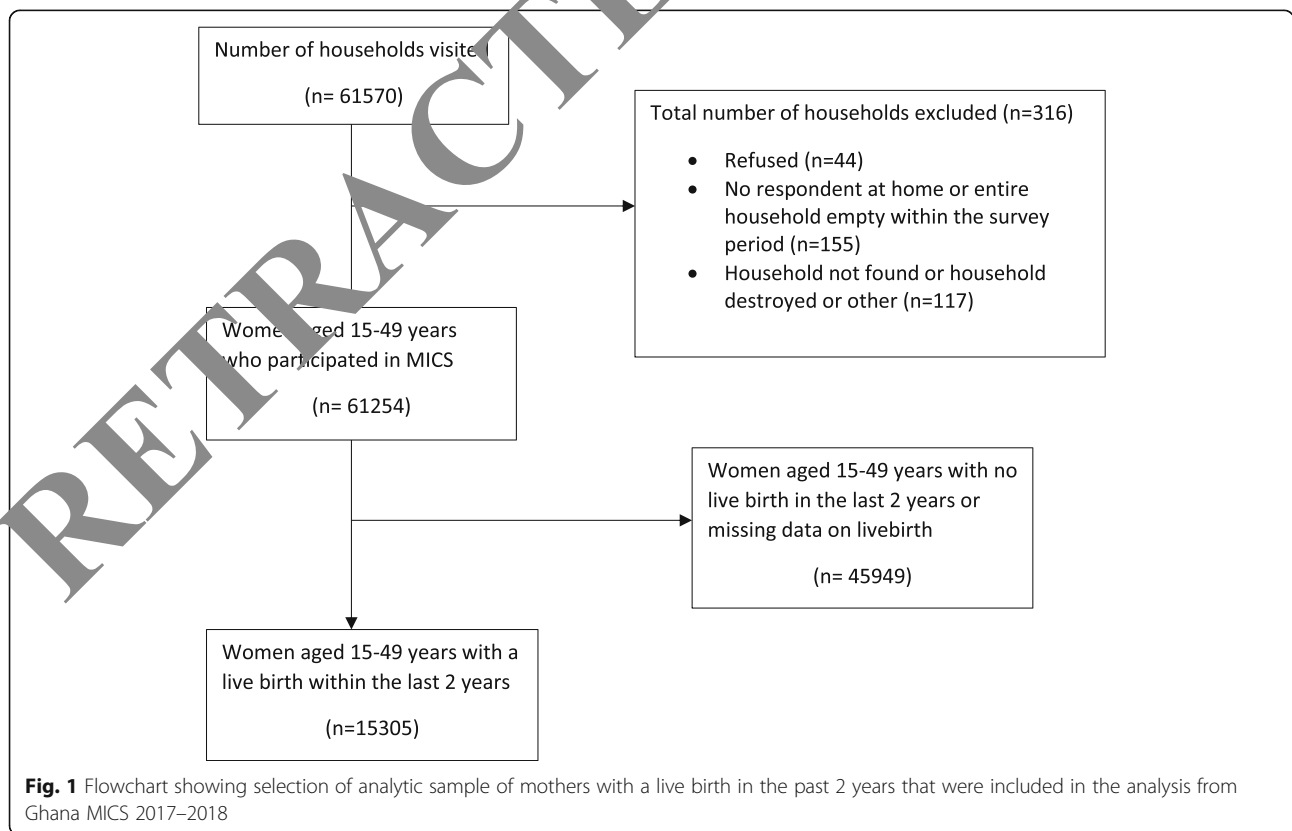 Number of households visite
(n= 61570)
Total number of households excluded (n=316)
• Refused (n=44)
• No respondent at home or entire
household empty within the survey
period (n=155)
• Household not found or household
destroyed or other (n=117)
Women aged 15-49 years
who participated in MICS
(n= 61254)
Women aged 15-49 years with no
live birth in the last 2 years or
missing data on livebirth
(n= 45949)
Women aged 15-49 years with a
live birth within the last 2 years
(n=15305)
Fig. 1 Flowchart showing selection of analytic sample of mothers with a live birth in the past 2 years that were included in the analysis from
Ghana MICS 2017–2018
RETRACTE